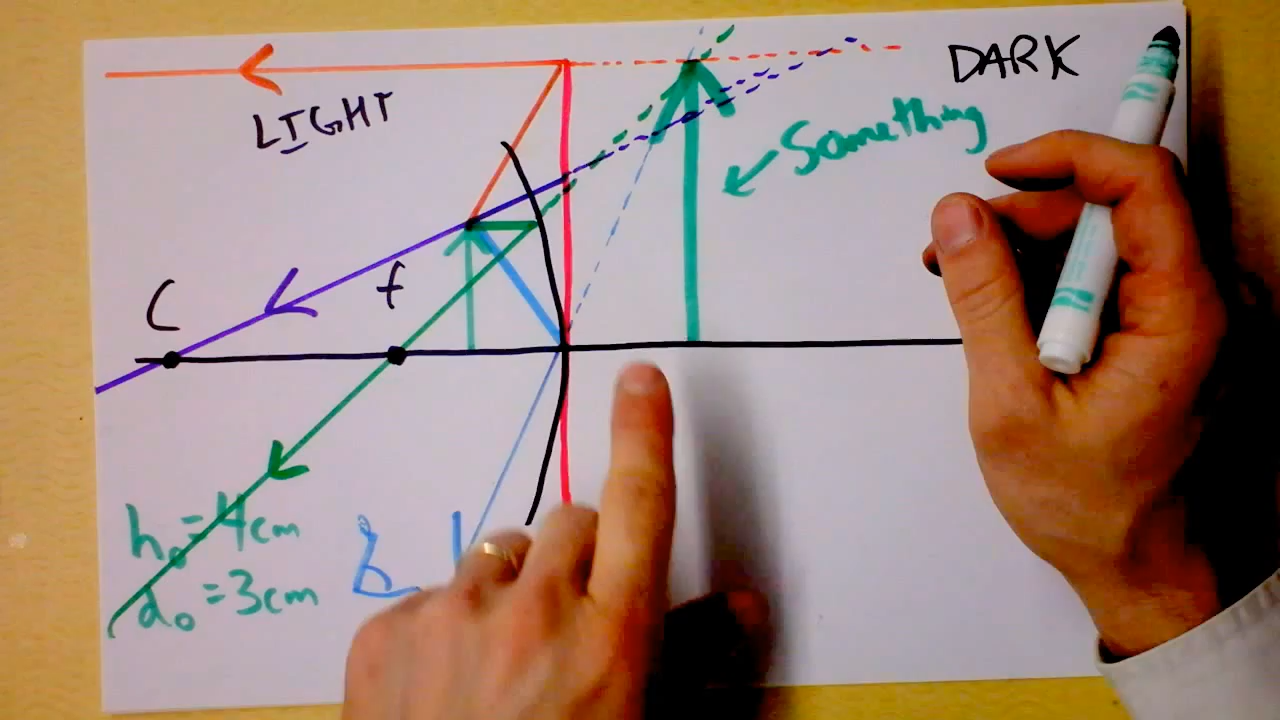 DARK
LIGHT
Something
C
f
h₀ = 4cm
d₀ = 3cm